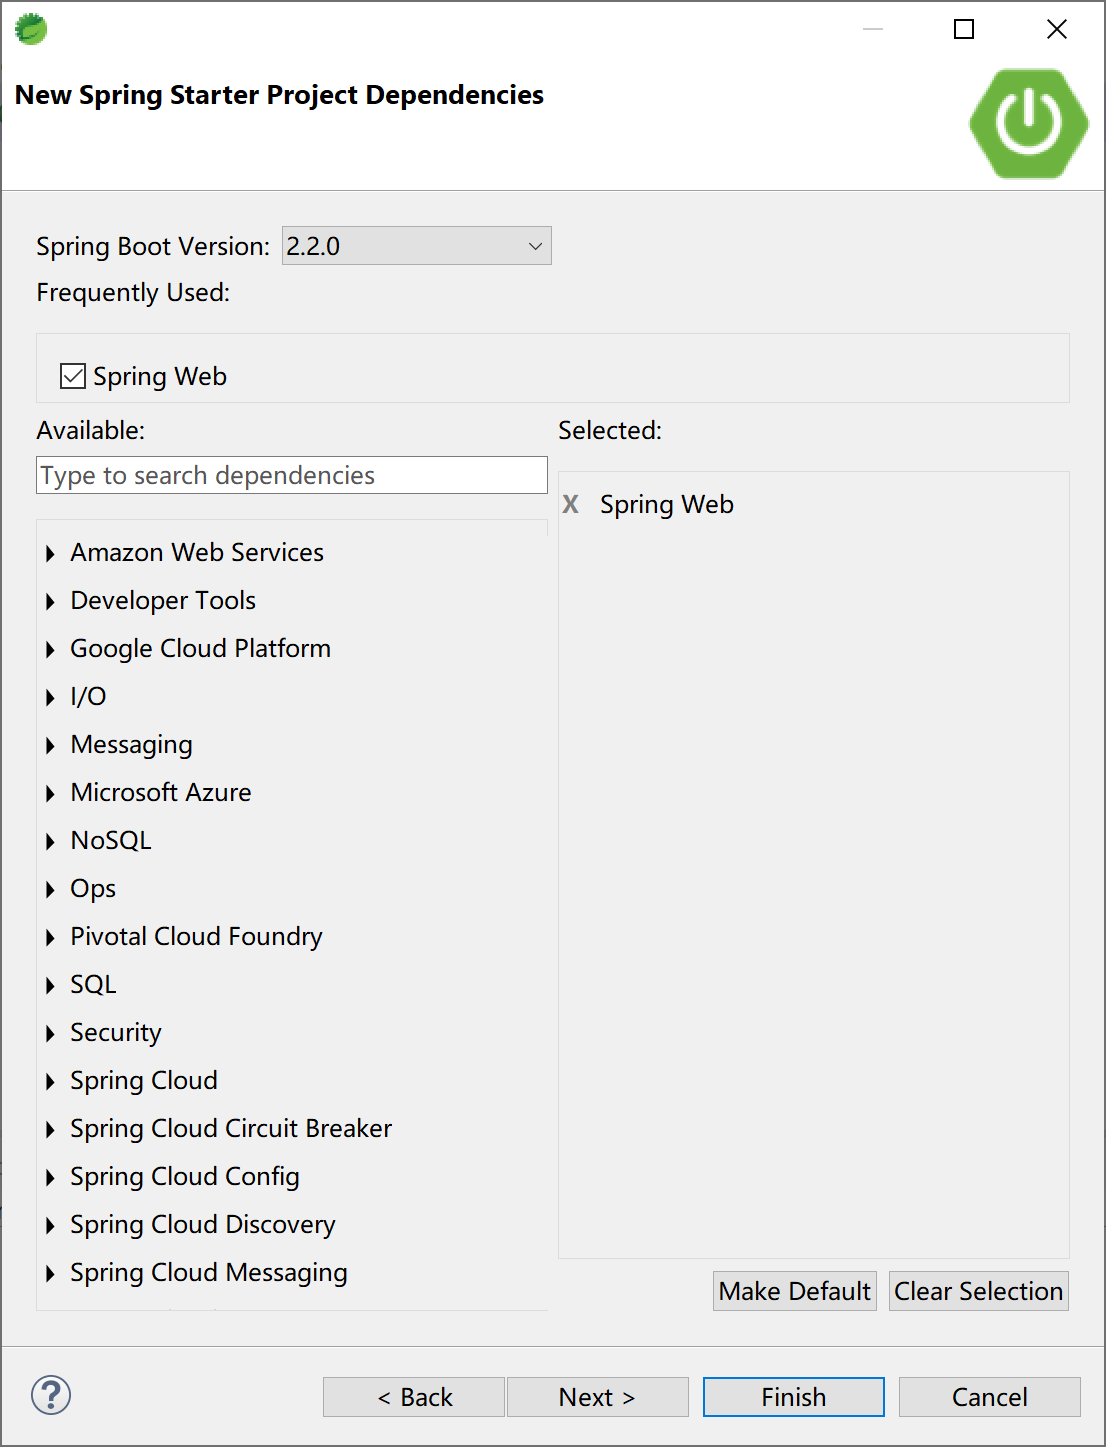 New Spring Starter Project Dependencies
Spring Boot Version: 2.2.0
Frequently Used:
Spring Web
Available:
Type to search dependencies
Amazon Web Services
Developer Tools
Google Cloud Platform
I/O
Messaging
Microsoft Azure
NoSQL
Ops
Pivotal Cloud Foundry
SQL
Security
Spring Cloud
Spring Cloud Circuit Breaker
Spring Cloud Config
Spring Cloud Discovery
Spring Cloud Messaging
Selected:
X Spring Web
Make Default Clear Selection
? < Back Next > Finish Cancel